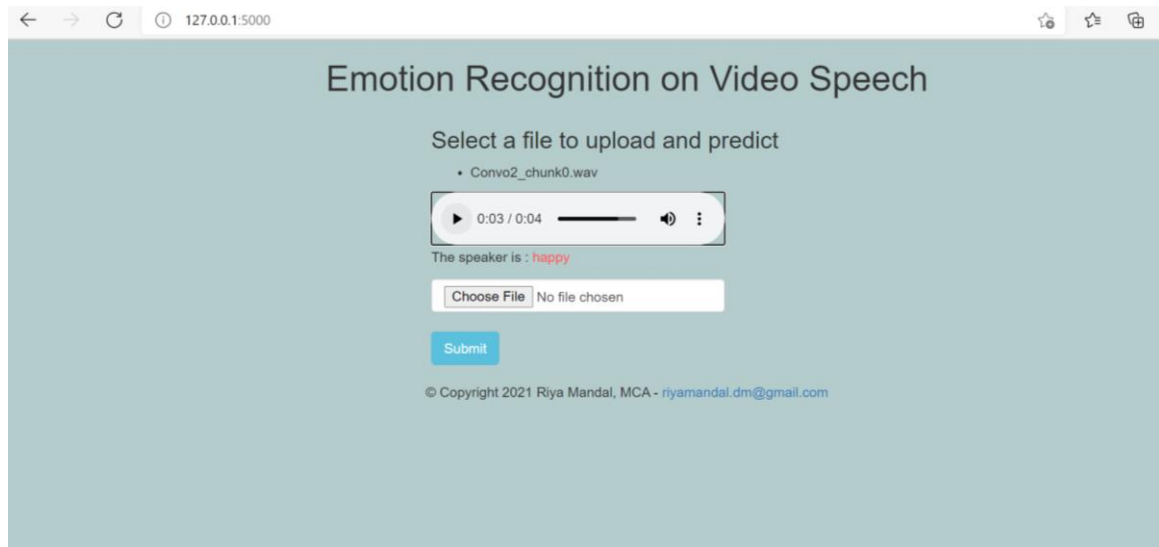 127.0.0.1:5000
Emotion Recognition on Video Speech
Select a file to upload and predict
• Convo2_chunk0.wav
0:03 / 0:04
The speaker is : happy
Choose File No file chosen
Submit
© Copyright 2021 Riya Mandal, MCA - riyamandal.dm@gmail.com